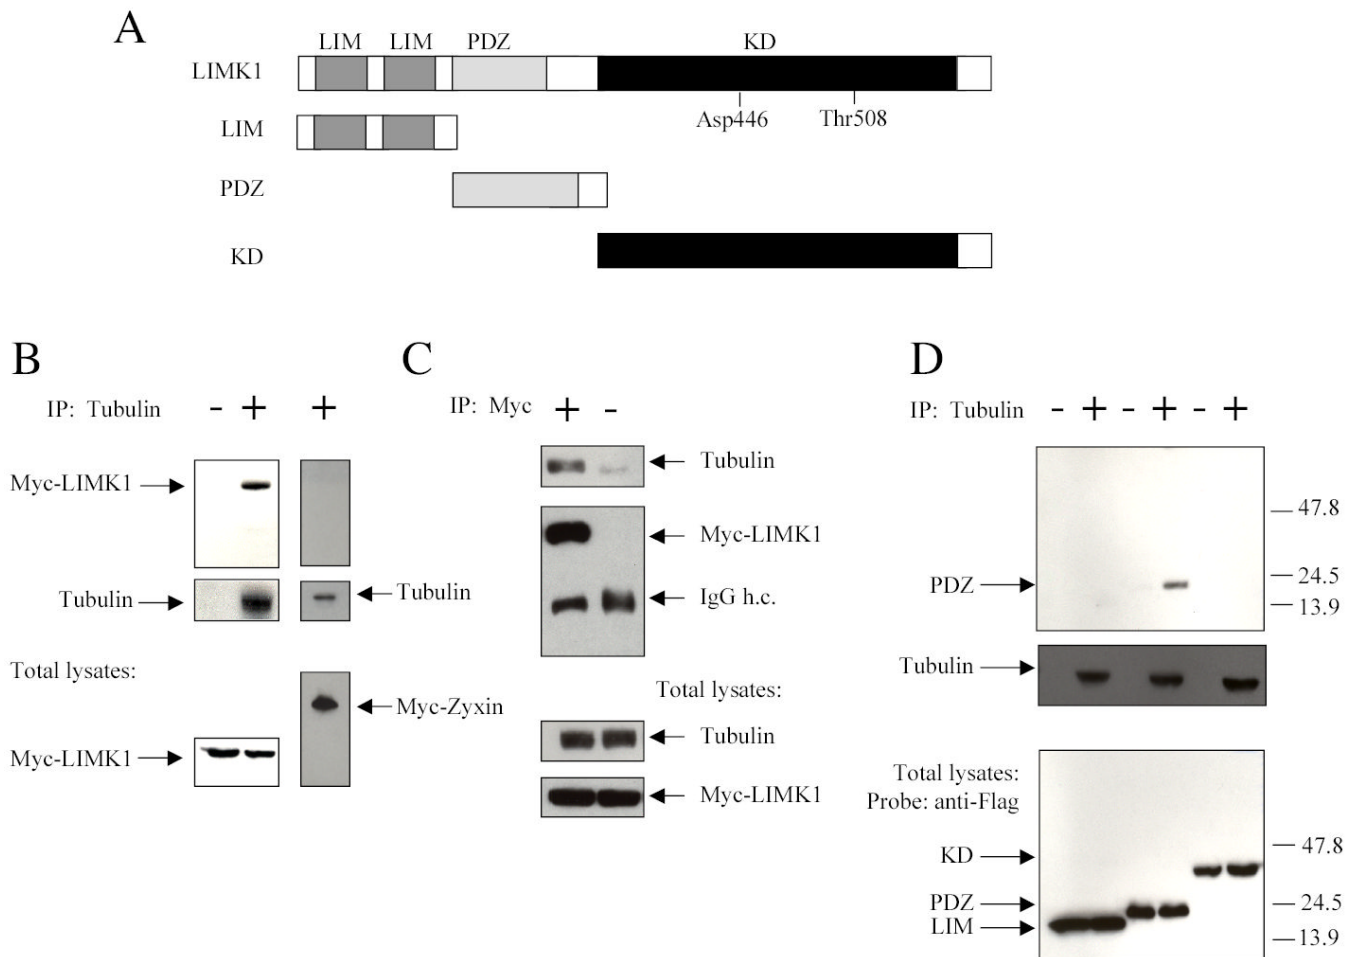 A
LIM LIM PDZ KD
LIMK1
Asp446 Thr508
LIM
PDZ
KD
B
IP: Tubulin - + +
Myc-LIMK1
Tubulin
Tubulin
Total lysates:
Myc-Zyxin
Myc-LIMK1
C
IP: Myc + -
Tubulin
Myc-LIMK1
IgG h.c.
Total lysates:
Tubulin
Myc-LIMK1
D
IP: Tubulin - + - + - +
47.8
PDZ
24.5
13.9
Tubulin
Total lysates:
Probe: anti-Flag
KD
47.8
PDZ
24.5
LIM
13.9